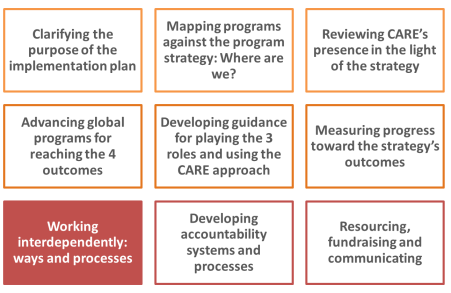 Clarifying the
purpose of the
implementation plan
Mapping programs
against the program
strategy: Where are
we?
Reviewing CARE's
presence in the light
of the strategy
Advancing global
programs for
reaching the 4
outcomes
Developing guidance
for playing the 3
roles and using the
CARE approach
Measuring progress
toward the strategy's
outcomes
Working
interdependently:
ways and processes
Developing
accountability
systems and
processes
Resourcing,
fundraising and
communicating